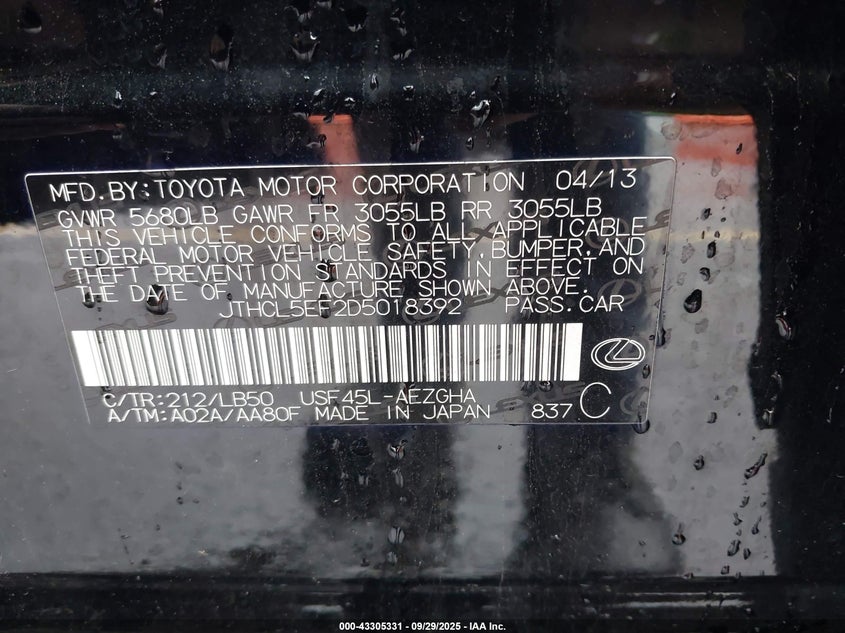 MFD.BY:TOYOTA MOTOR CORPORATION 04/13
GVWR 5680LB GAWR FR 3055LB RR 3055LB
THIS VEHICLE CONFORMS TO ALL APPLICABLE
FEDERAL MOTOR VEHICLE SAFETY,BUMPER,AND
THEFT PREVENTION STANDARDS IN EFFECT ON
THE DATE OF MANUFACTURE SHOWN ABOVE.
JTHCL5EF2D5018392 PASS.CAR
C/TR:212/LB50 USF45L-AEZGHA
A/TM:A02A/AA80F MADE IN JAPAN 837 C
000-43305331 - 09/29/2025 - IAA Inc.